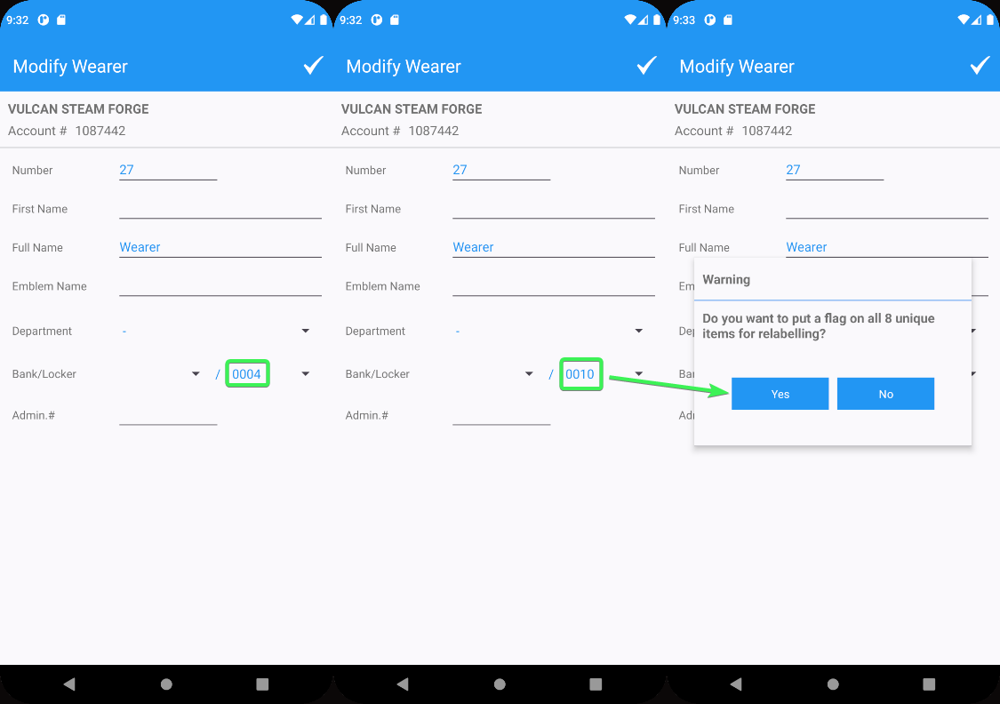 9:32
Modify Wearer
VULCAN STEAM FORGE
Account # 1087442
Number 27
First Name
Full Name Wearer
Emblem Name
Department -
Bank/Locker / 0004
Admin.#
9:32
Modify Wearer
VULCAN STEAM FORGE
Account # 1087442
Number 27
First Name
Full Name Wearer
Emblem Name
Department -
Bank/Locker / 0010
Admin.#
9:33
Modify Wearer
VULCAN STEAM FORGE
Account # 1087442
Number 27
First Name
Full Name Wearer
Em
Dep
Ban
Adm
Warning
Do you want to put a flag on all 8 unique
items for relabelling?
Yes No